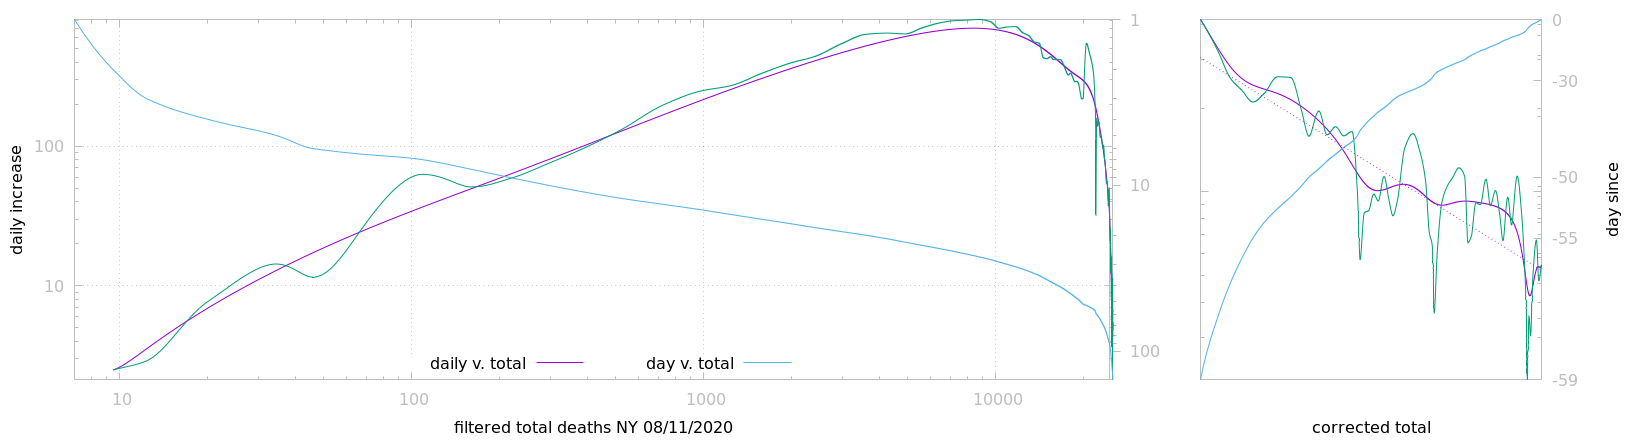 daily increase
100
10
daily v. total
day v. total
10
100
1000
10000
filtered total deaths NY 08/11/2020
1
10
100
0
-30
-50
-55
-59
day since
corrected total